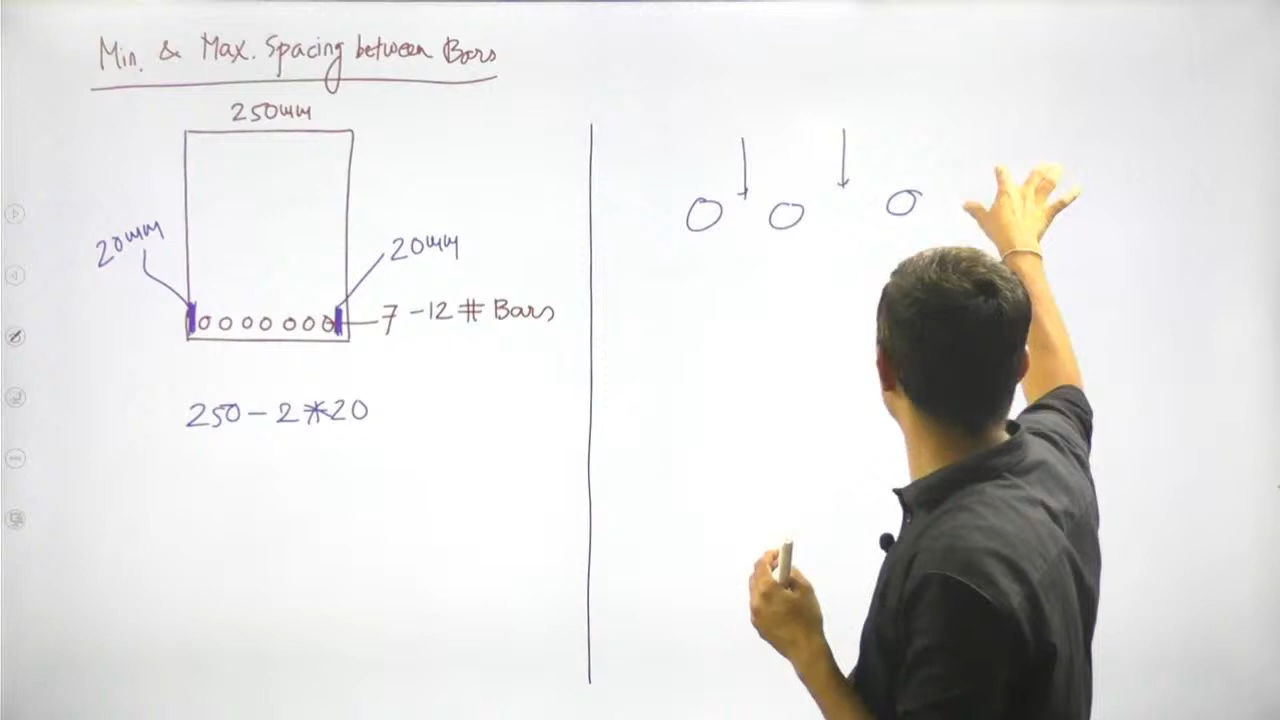 Min. & Max. Spacing between Bars
250mm
20mm
20mm
7-12 # Bars
250-2*20